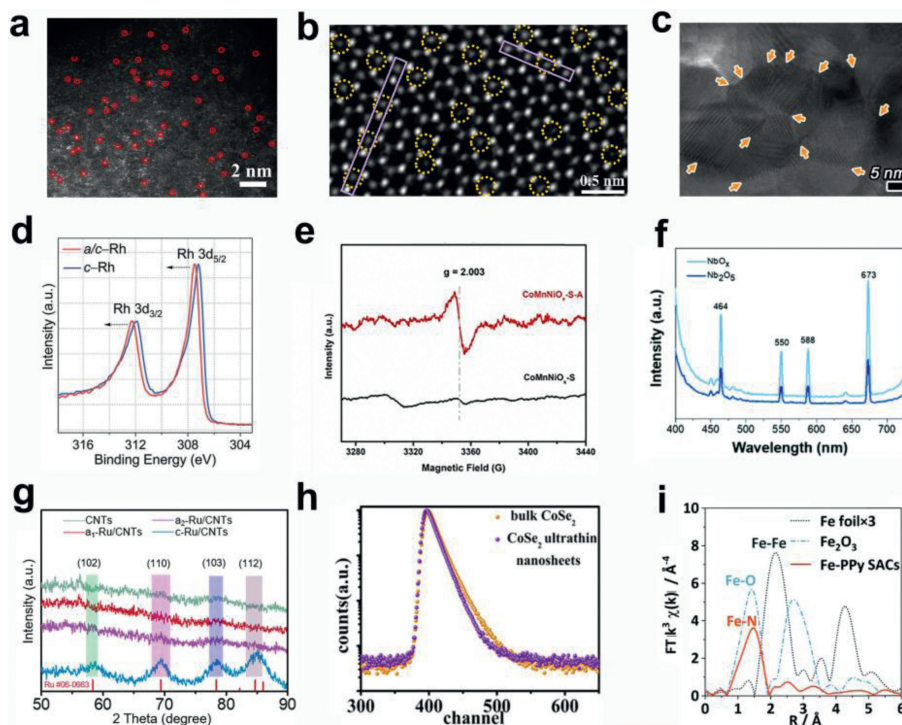 a
2 nm
b
0.5 nm
c
5 nm
d
a/c–Rh
c–Rh
Rh 3d5/2
Rh 3d3/2
Intensity (a.u.)
316 312 308 304
Binding Energy (eV)
e
g = 2.003
CoMnNiOx-S-A
CoMnNiOx-S
Intensity (a.u.)
3280 3320 3360 3400 3440
Magnetic Field (G)
f
NbOx
Nb2O5
673
464
550
588
Intensity (a.u.)
400 450 500 550 600 650 700
Wavelength (nm)
g
CNTs
a1-Ru/CNTs
a2-Ru/CNTs
c-Ru/CNTs
(102) (110) (103) (112)
Intensity (a.u.)
Ru #06-0663
50 60 70 80 90
2 Theta (degree)
h
bulk CoSe2
CoSe2 ultrathin
nanosheets
counts(a.u.)
300 400 500 600
channel
i
Fe foil×3
Fe2O3
Fe-PPy SACs
Fe-Fe
Fe-O
Fe-N
FT k3 χ(k) / Å-4
10
8
6
4
2
0
0 1 2 3 4 5 6
R / Å